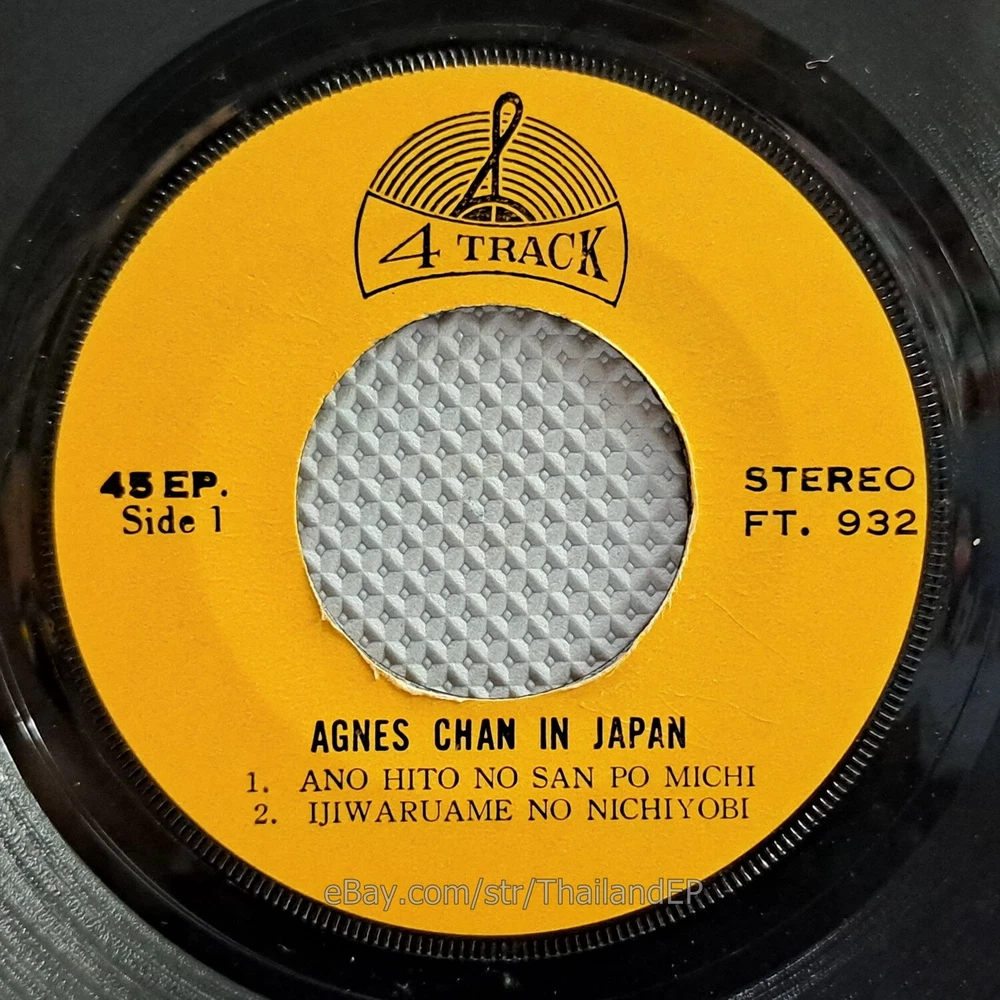 4 TRACK
45 EP.
Side 1
STEREO
FT. 932
AGNES CHAN IN JAPAN
1. ANO HITO NO SAN PO MICHI
2. IJIWARUAME NO NICHIYOBI
eBay.com/str/ThailandEP